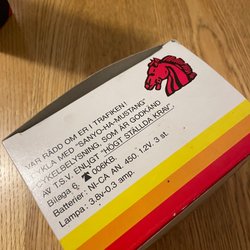 VAR RÄDD OM ER I TRAFIKEN!
CYKLA MED "SANYO-HA-MUSTANG"
CYKELBELYSNING, SOM ÄR GODKÄND
AV T.S.V. ENLIGT "HÖGT STÄLLDA KRAV".
Bilaga 6. ☎ 006KB.
Batterier: NI-CA AN. 450. 1.2V, 3 st.
Lampa: 3,8v-0.3 amp.